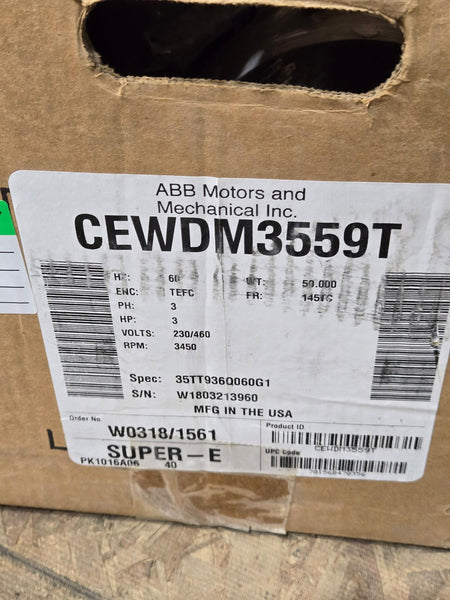 ABB Motors and
Mechanical Inc.
CEWDM3559T
HZ: 60 WT: 50.000
ENC: TEFC FR: 145TC
PH: 3
HP: 3
VOLTS: 230/460
RPM: 3450
Spec: 35TT936Q060G1
S/N: W1803213960
MFG IN THE USA
Order No. Product ID
W0318/1561 CEWDM3559T
SUPER-E UPC Code
PK1016A06 40 781568470350